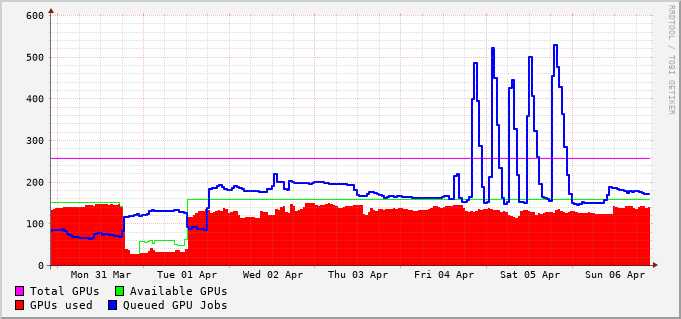 600
500
400
300
200
100
0
Mon 31 Mar Tue 01 Apr Wed 02 Apr Thu 03 Apr Fri 04 Apr Sat 05 Apr Sun 06 Apr
Total GPUs Available GPUs
GPUs used Queued GPU Jobs
RRDTOOL / TOBI OETIKER